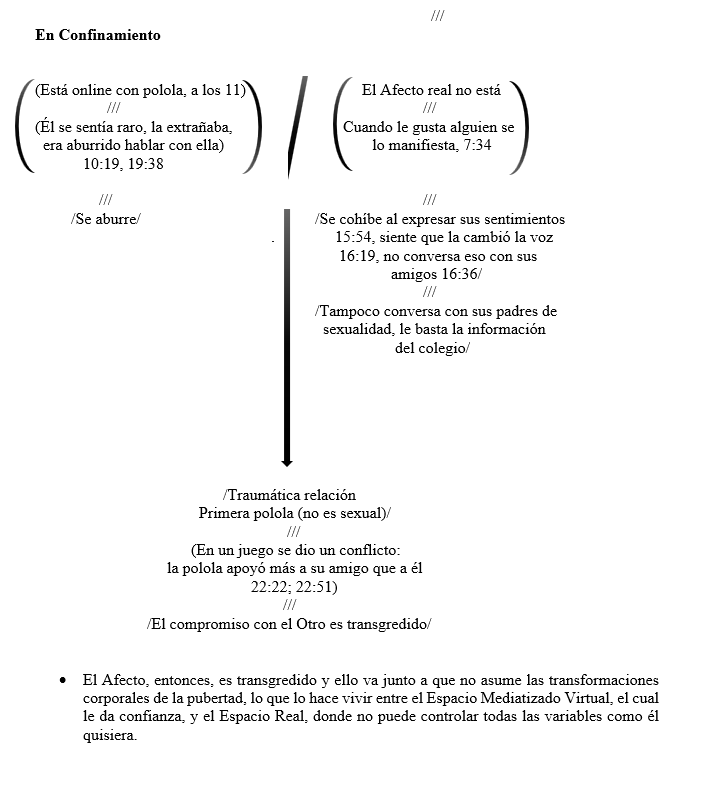 ///
En Confinamiento
(Está online con polola, a los 11)
///
(Él se sentía raro, la extrañaba,
era aburrido hablar con ella)
10:19, 19:38
///
/Se aburre/
/
El Afecto real no está
///
Cuando le gusta alguien se
lo manifiesta, 7:34
///
/Se cohíbe al expresar sus sentimientos
15:54, siente que la cambió la voz
16:19, no conversa eso con sus
amigos 16:36/
///
/Tampoco conversa con sus padres de
sexualidad, le basta la información
del colegio/
.
/Traumática relación
Primera polola (no es sexual)/
///
(En un juego se dio un conflicto:
la polola apoyó más a su amigo que a él
22:22; 22:51)
///
/El compromiso con el Otro es transgredido/
• El Afecto, entonces, es transgredido y ello va junto a que no asume las transformaciones
corporales de la pubertad, lo que lo hace vivir entre el Espacio Mediatizado Virtual, el cual
le da confianza, y el Espacio Real, donde no puede controlar todas las variables como él
quisiera.